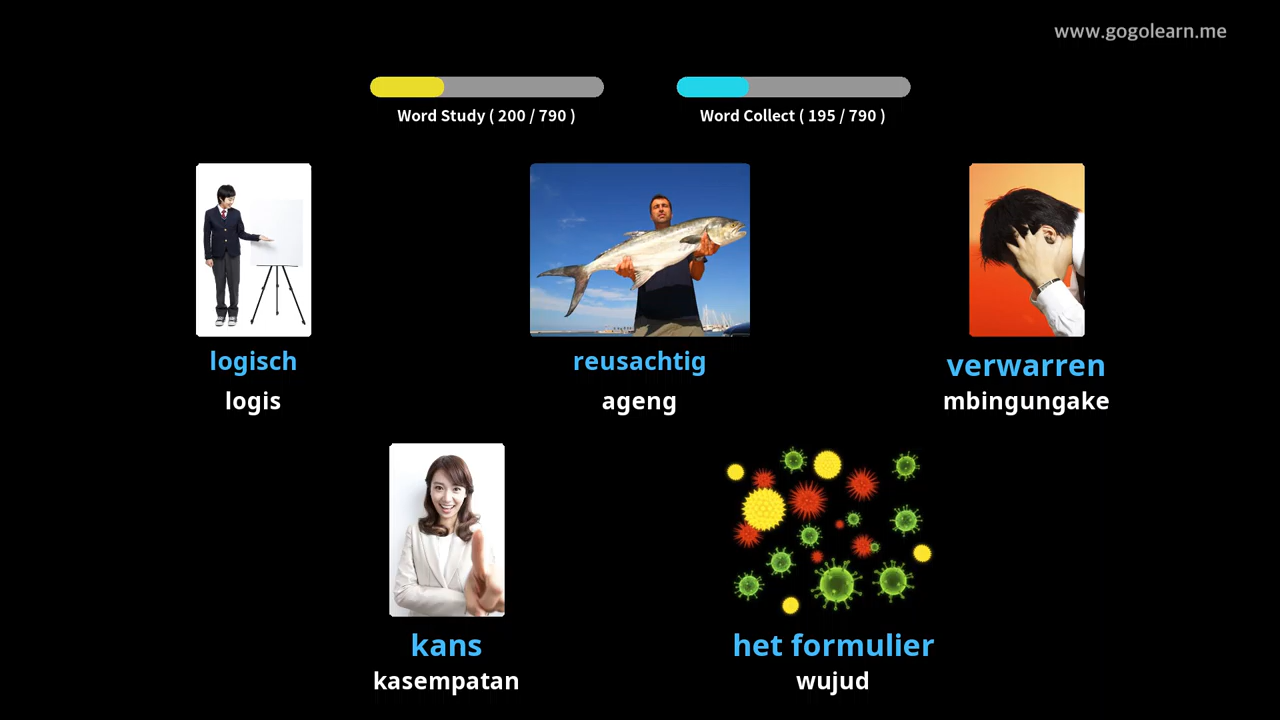 www.gogolearn.me
Word Study ( 200 / 790 )
Word Collect ( 195 / 790 )
logisch
logis
reusachtig
ageng
verwarren
mbingungake
kans
kasempatan
het formulier
wujud